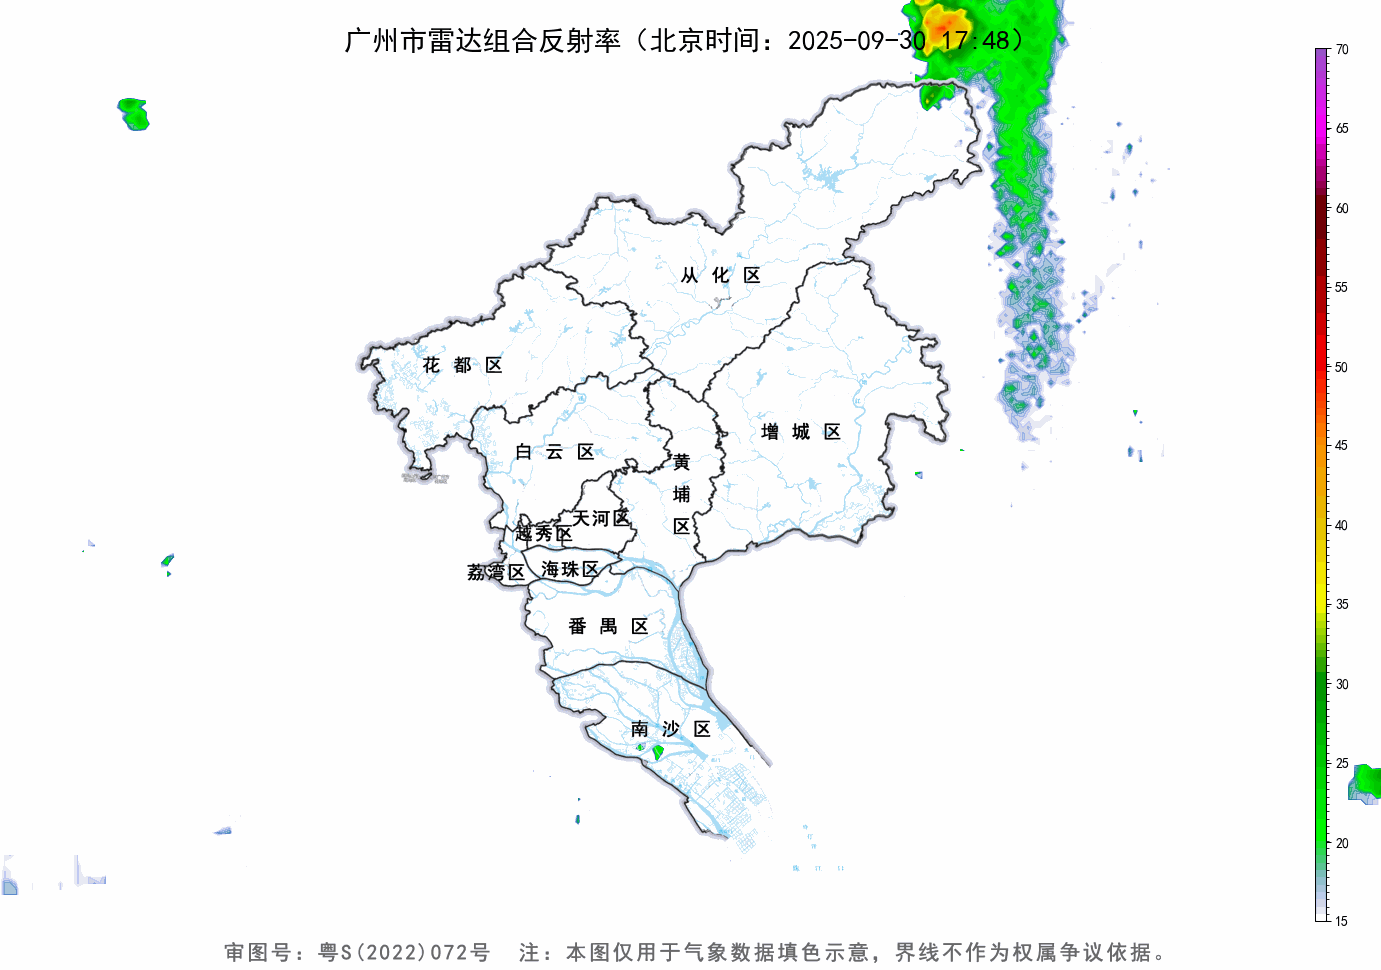 广州市雷达组合反射率（北京时间：2025-09-30 17:48）
70
65
60
55
50
45
40
35
30
25
20
15
从化区
花都区
增城区
白云区
黄埔区
天河区
越秀区
荔湾区
海珠区
番禺区
南沙区
审图号：粤S(2022)072号 注：本图仅用于气象数据填色示意，界线不作为权属争议依据。